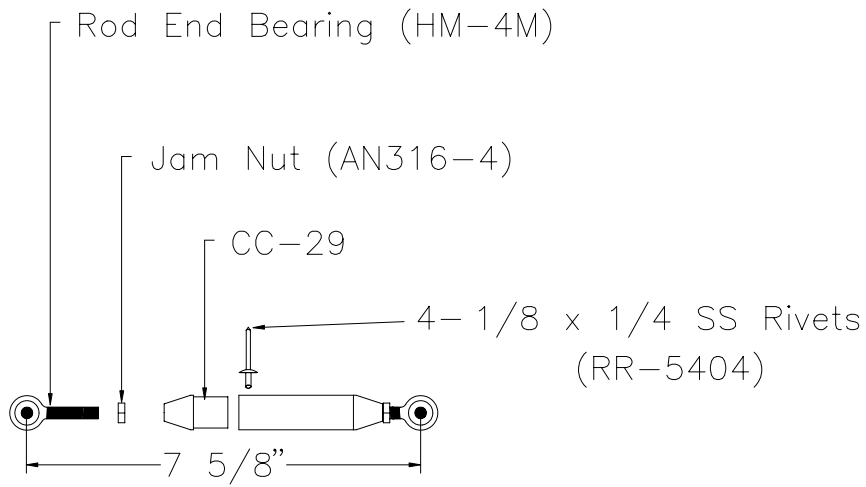 Rod End Bearing (HM-4M)
Jam Nut (AN316-4)
CC-29
4- 1/8 x 1/4 SS Rivets
(RR-5404)
7 5/8”